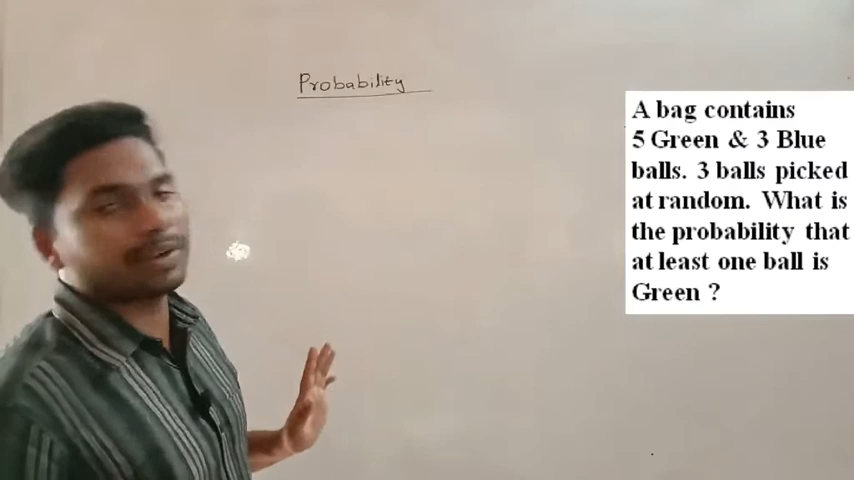 Probability
A bag contains
5 Green & 3 Blue
balls. 3 balls picked
at random. What is
the probability that
at least one ball is
Green ?